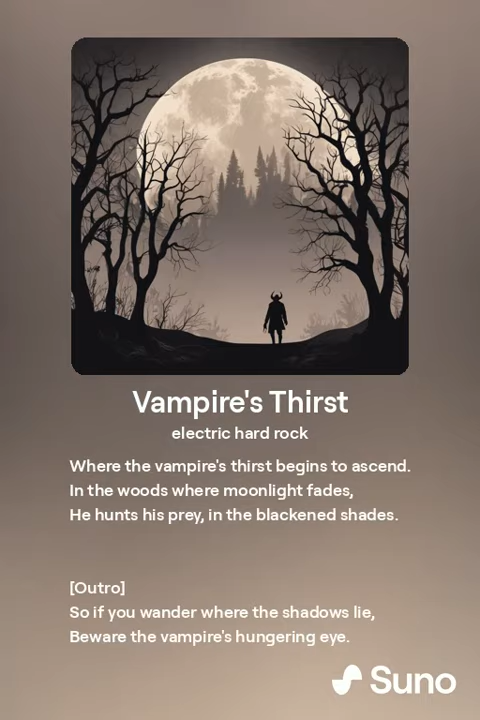 Vampire's Thirst
electric hard rock
Where the vampire's thirst begins to ascend.
In the woods where moonlight fades,
He hunts his prey, in the blackened shades.
[Outro]
So if you wander where the shadows lie,
Beware the vampire's hungering eye.
Suno